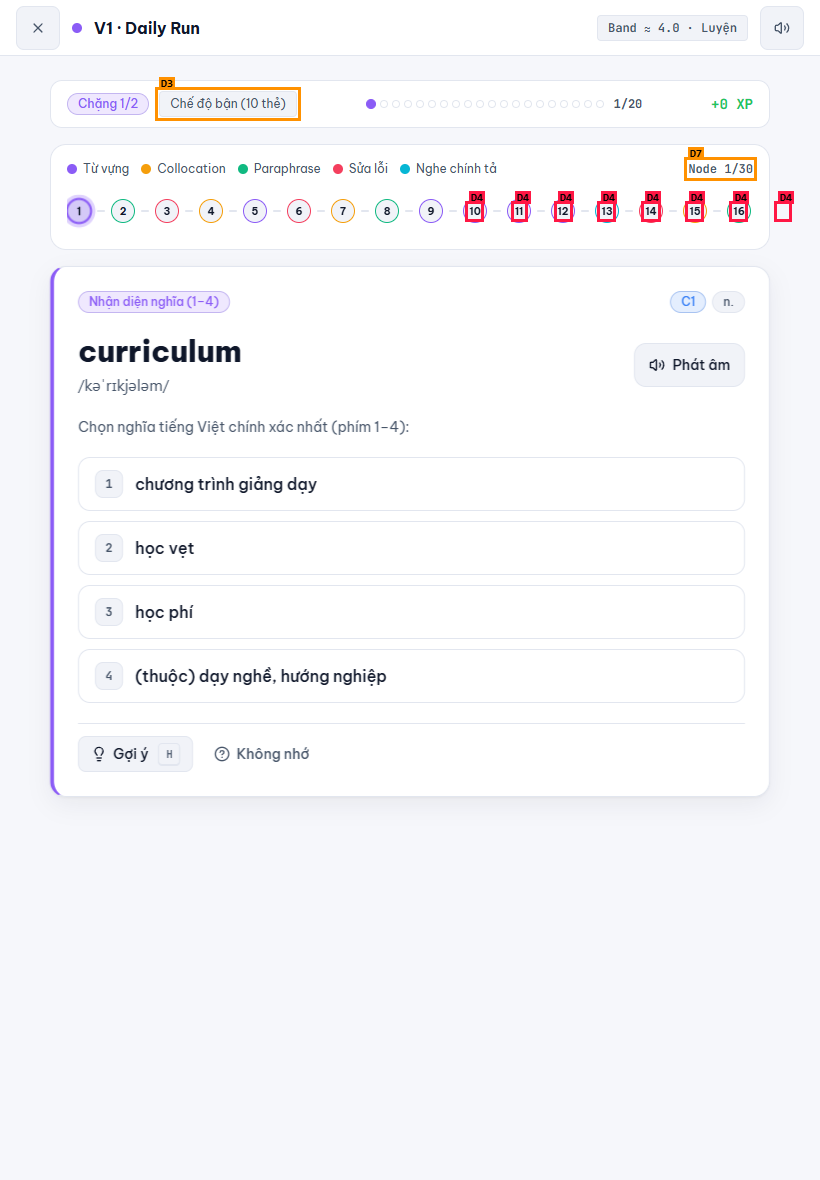 V1 · Daily Run
Band ≈ 4.0 · Luyện
D3
Chặng 1/2
Chế độ bận (10 thẻ)
1/20
+0 XP
Từ vựng
Collocation
Paraphrase
Sửa lỗi
Nghe chính tả
D7
Node 1/30
D4 D4 D4 D4 D4 D4 D4 D4
1 2 3 4 5 6 7 8 9 10 11 12 13 14 15 16
Nhận diện nghĩa (1–4)
C1
n.
curriculum
/kəˈrɪkjələm/
Phát âm
Chọn nghĩa tiếng Việt chính xác nhất (phím 1–4):
1 chương trình giảng dạy
2 học vẹt
3 học phí
4 (thuộc) dạy nghề, hướng nghiệp
Gợi ý H
Không nhớ